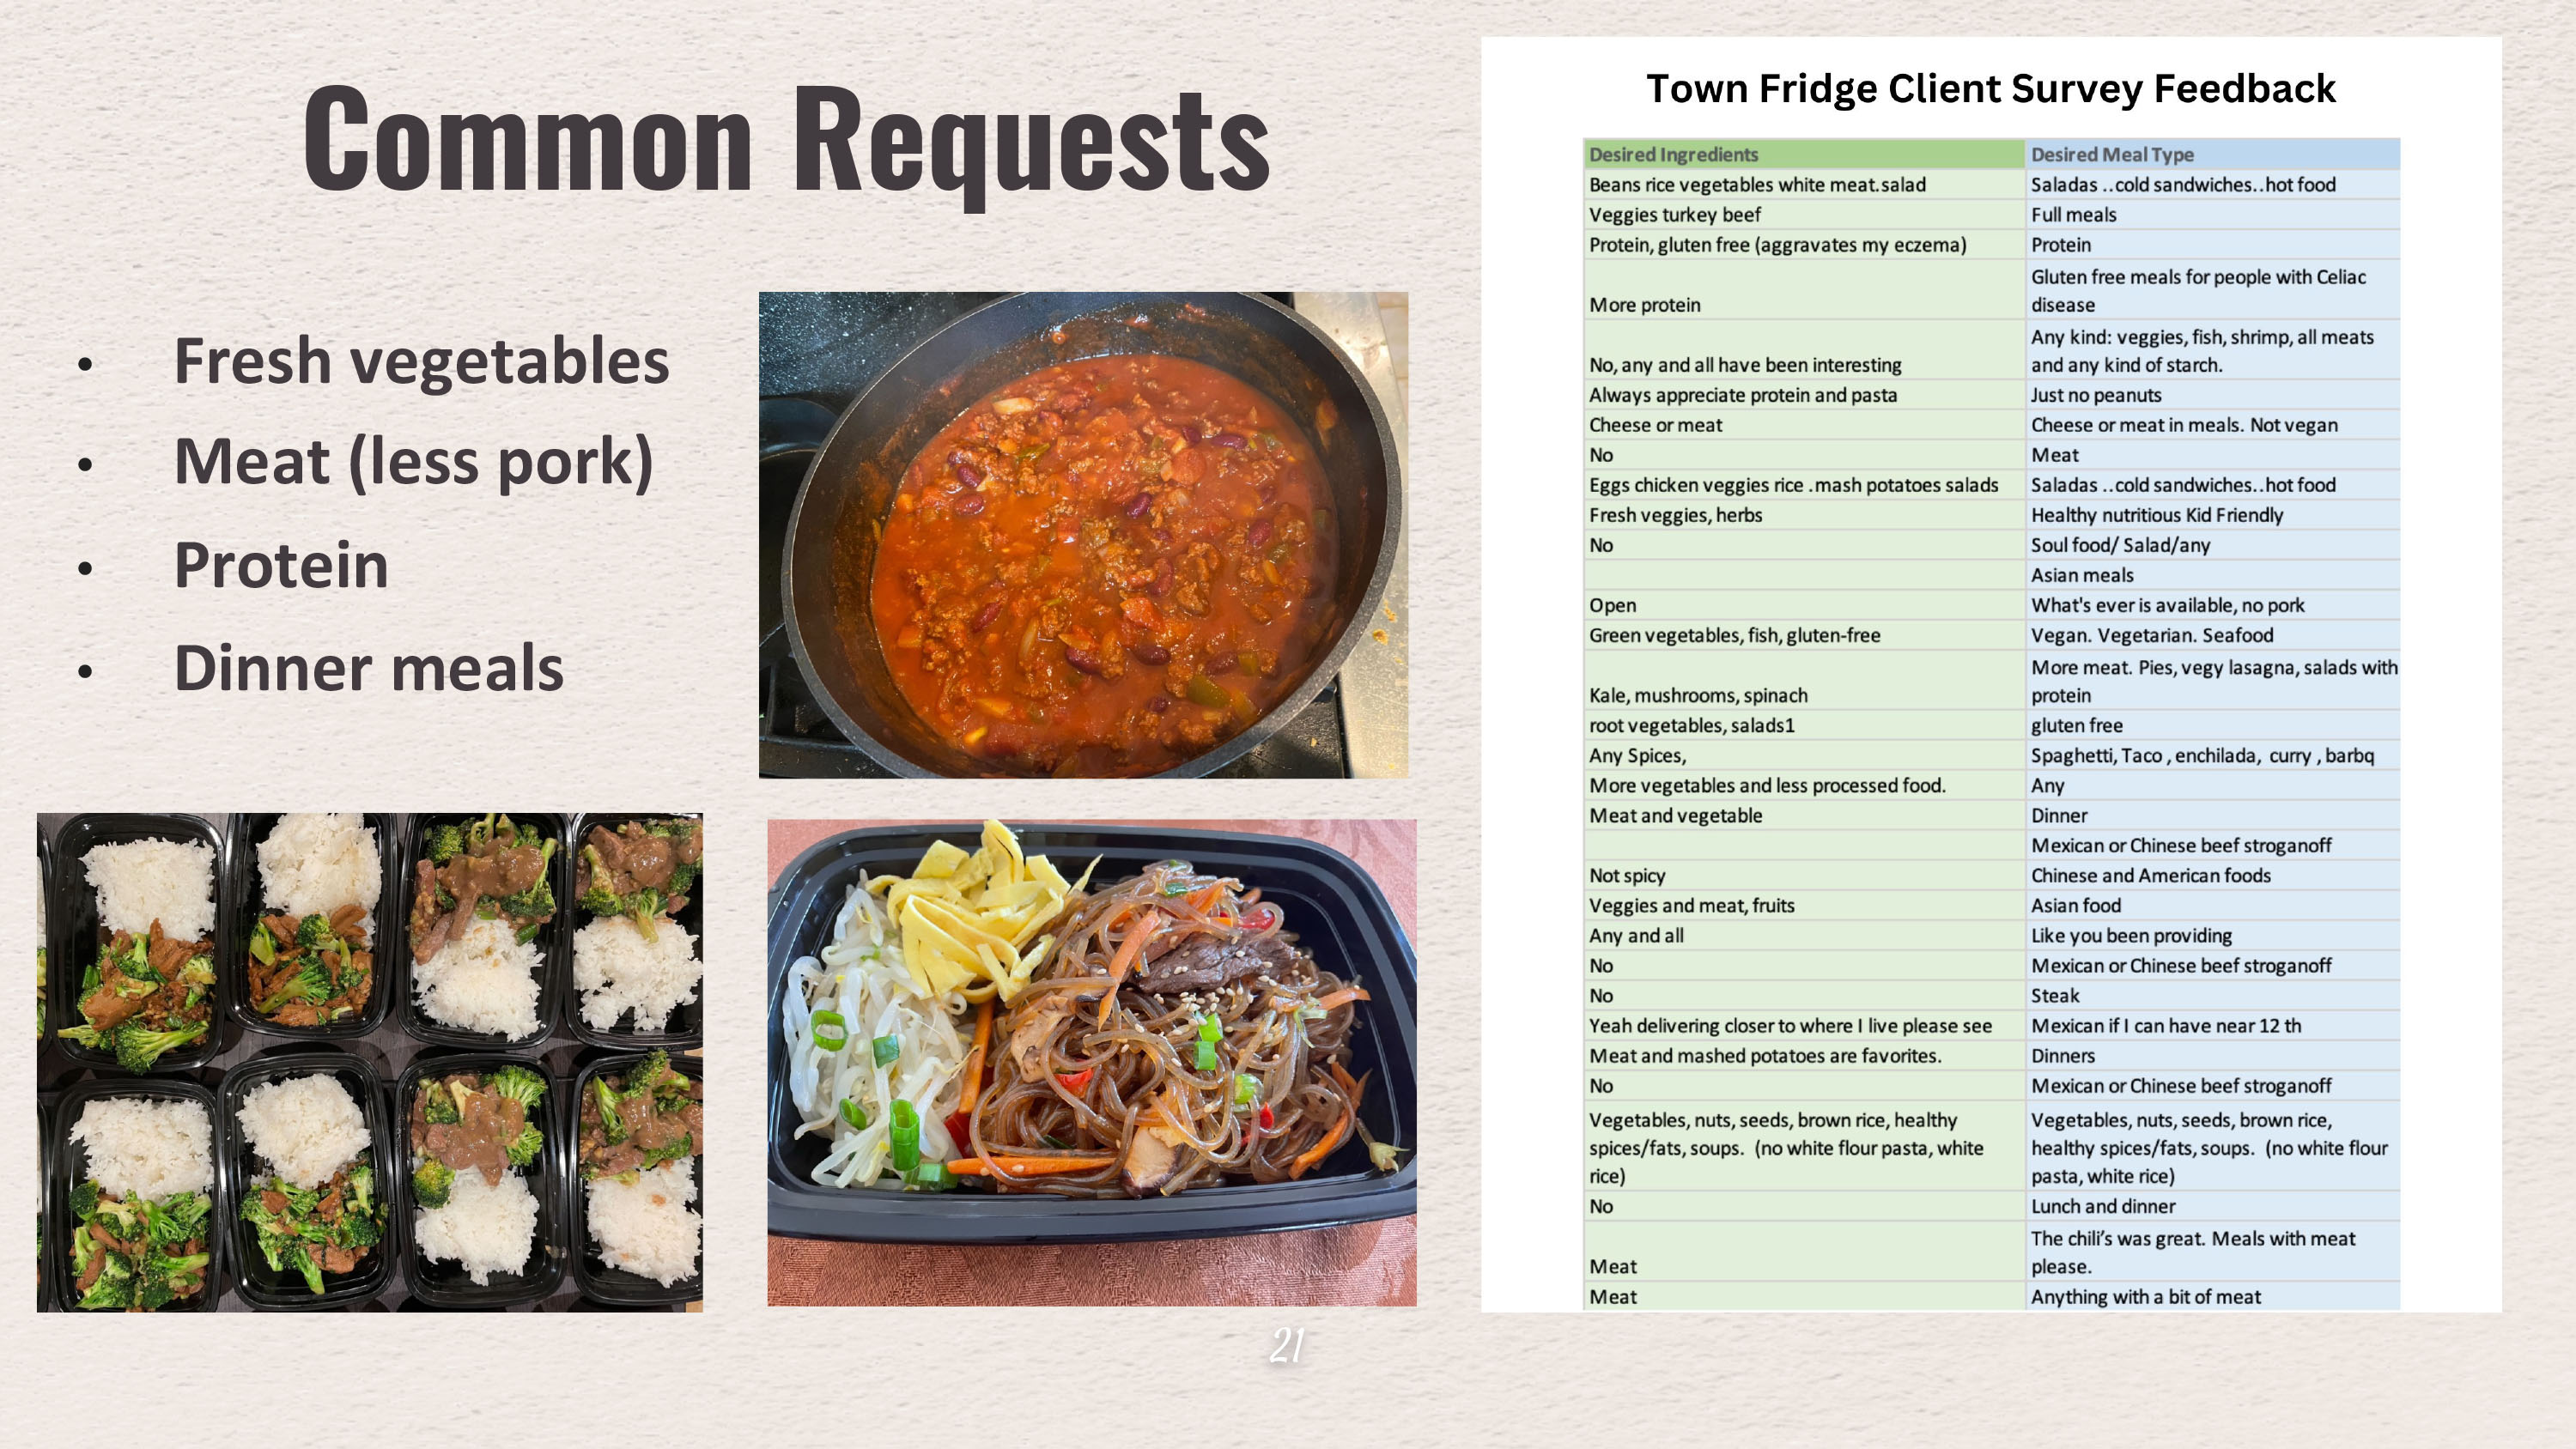 Common Requests
• Fresh vegetables
• Meat (less pork)
• Protein
• Dinner meals
Town Fridge Client Survey Feedback
Desired Ingredients Desired Meal Type
Beans rice vegetables white meat.salad Saladas ..cold sandwiches..hot food
Veggies turkey beef Full meals
Protein, gluten free (aggravates my eczema) Protein
Gluten free meals for people with Celiac
More protein disease
Any kind: veggies, fish, shrimp, all meats
No, any and all have been interesting and any kind of starch.
Always appreciate protein and pasta Just no peanuts
Cheese or meat Cheese or meat in meals. Not vegan
No Meat
Eggs chicken veggies rice .mash potatoes salads Saladas ..cold sandwiches..hot food
Fresh veggies, herbs Healthy nutritious Kid Friendly
No Soul food/ Salad/any
Asian meals
Open What's ever is available, no pork
Green vegetables, fish, gluten-free Vegan. Vegetarian. Seafood
More meat. Pies, vegy lasagna, salads with
Kale, mushrooms, spinach protein
root vegetables, salads1 gluten free
Any Spices, Spaghetti, Taco , enchilada, curry , barbq
More vegetables and less processed food. Any
Meat and vegetable Dinner
Mexican or Chinese beef stroganoff
Not spicy Chinese and American foods
Veggies and meat, fruits Asian food
Any and all Like you been providing
No Mexican or Chinese beef stroganoff
No Steak
Yeah delivering closer to where I live please see Mexican if I can have near 12 th
Meat and mashed potatoes are favorites. Dinners
No Mexican or Chinese beef stroganoff
Vegetables, nuts, seeds, brown rice, healthy Vegetables, nuts, seeds, brown rice,
spices/fats, soups. (no white flour pasta, white healthy spices/fats, soups. (no white flour
rice) pasta, white rice)
No Lunch and dinner
The chili’s was great. Meals with meat
Meat please.
Meat Anything with a bit of meat
21